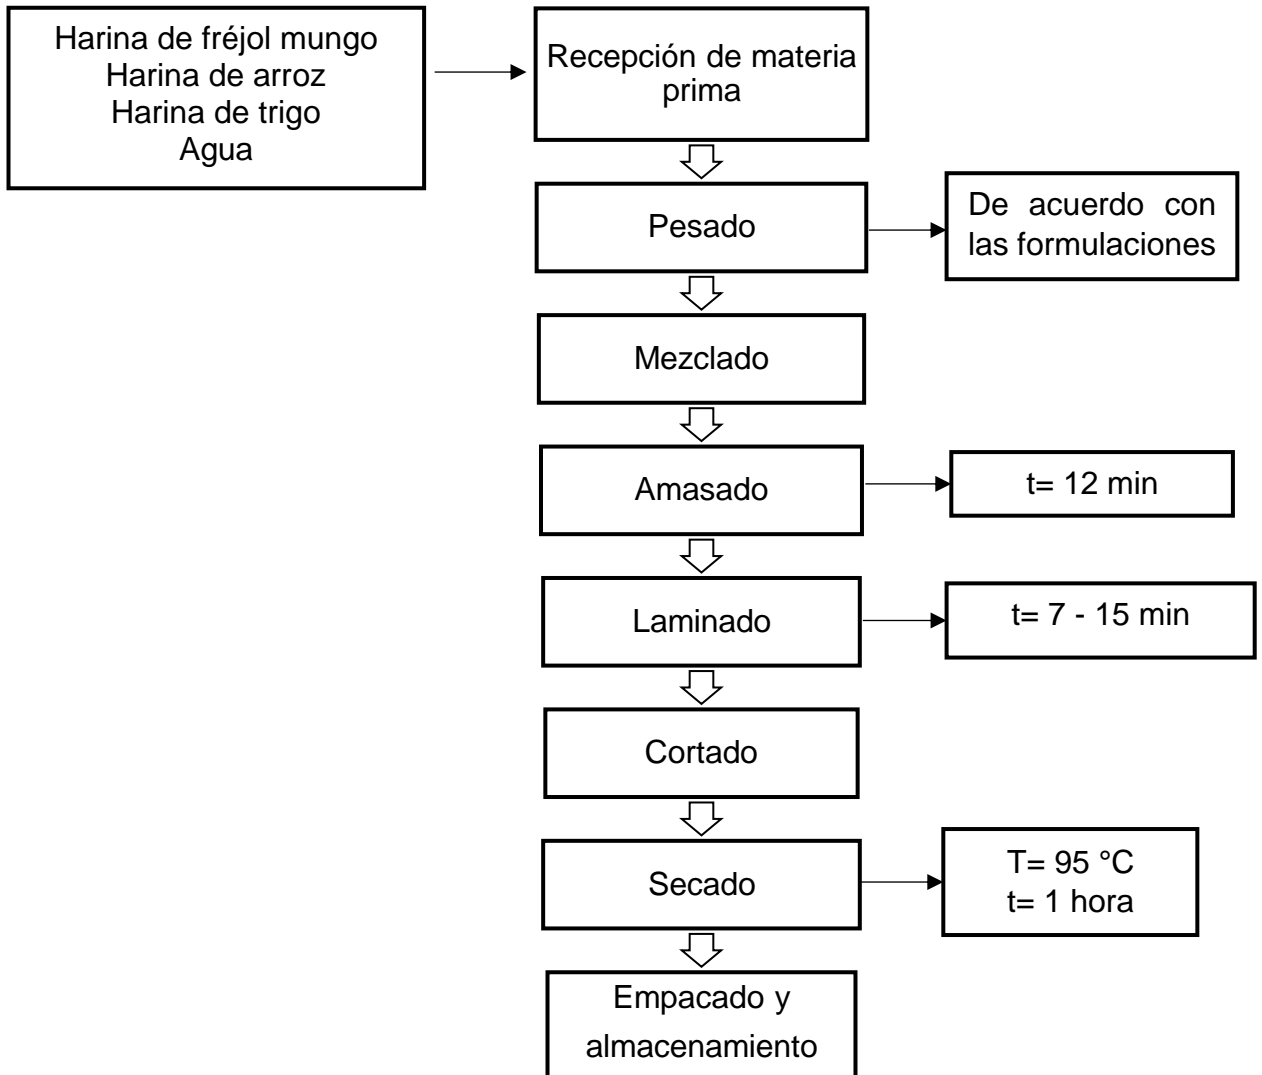 Harina de fréjol mungo
Harina de arroz
Harina de trigo
Agua
Recepción de materia
prima
Pesado
De acuerdo con
las formulaciones
Mezclado
Amasado
t= 12 min
Laminado
t= 7 - 15 min
Cortado
Secado
T= 95 °C
t= 1 hora
Empacado y
almacenamiento